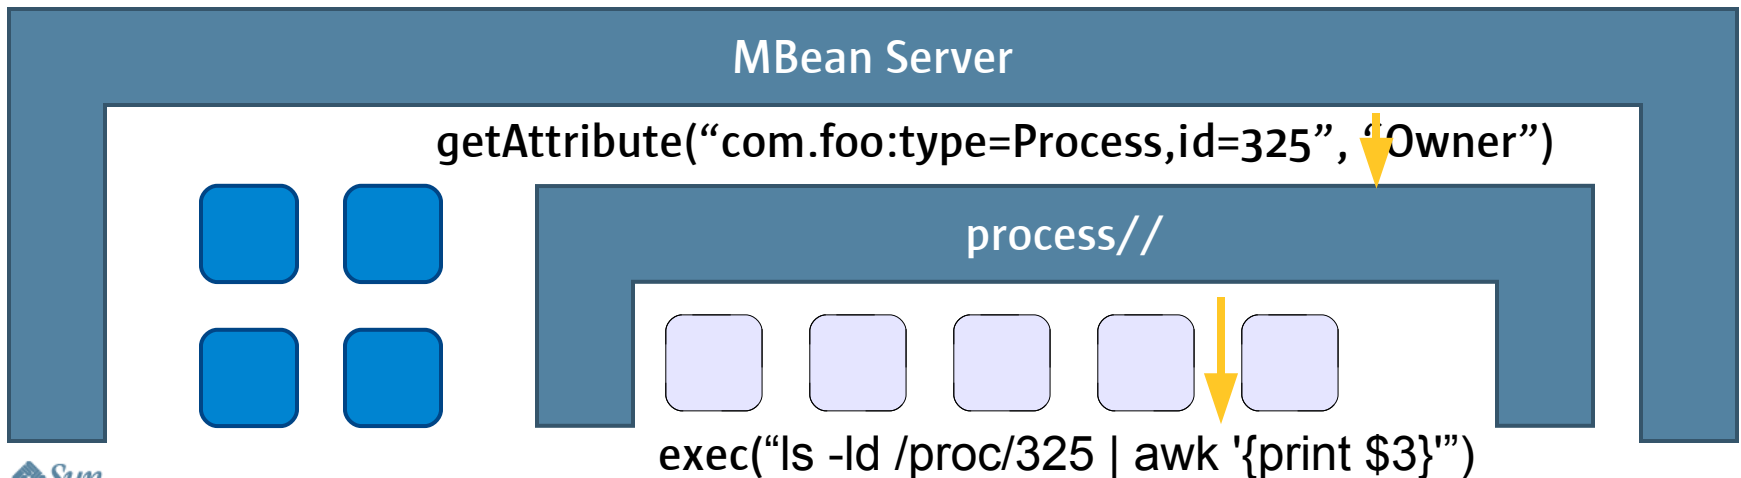 MBean Server
getAttribute(“com.foo:type=Process,id=325”, “Owner”)
process//
exec(“ls -ld /proc/325 | awk '{print $3}'”)
Sun